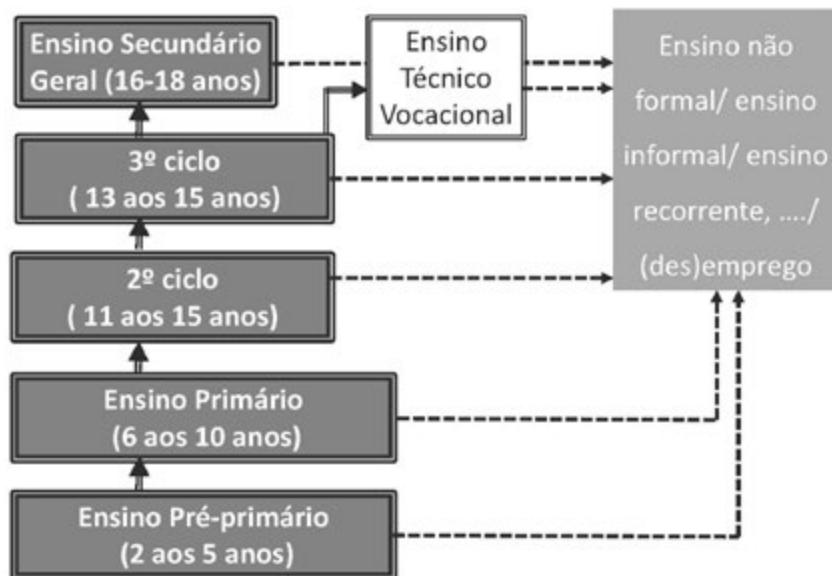 Ensino Secundário
Geral (16-18 anos)
Ensino
Técnico
Vocacional
Ensino não
formal/ ensino
informal/ ensino
recorrente, ..../
(des)emprego
3º ciclo
( 13 aos 15 anos)
2º ciclo
( 11 aos 15 anos)
Ensino Primário
(6 aos 10 anos)
Ensino Pré-primário
(2 aos 5 anos)